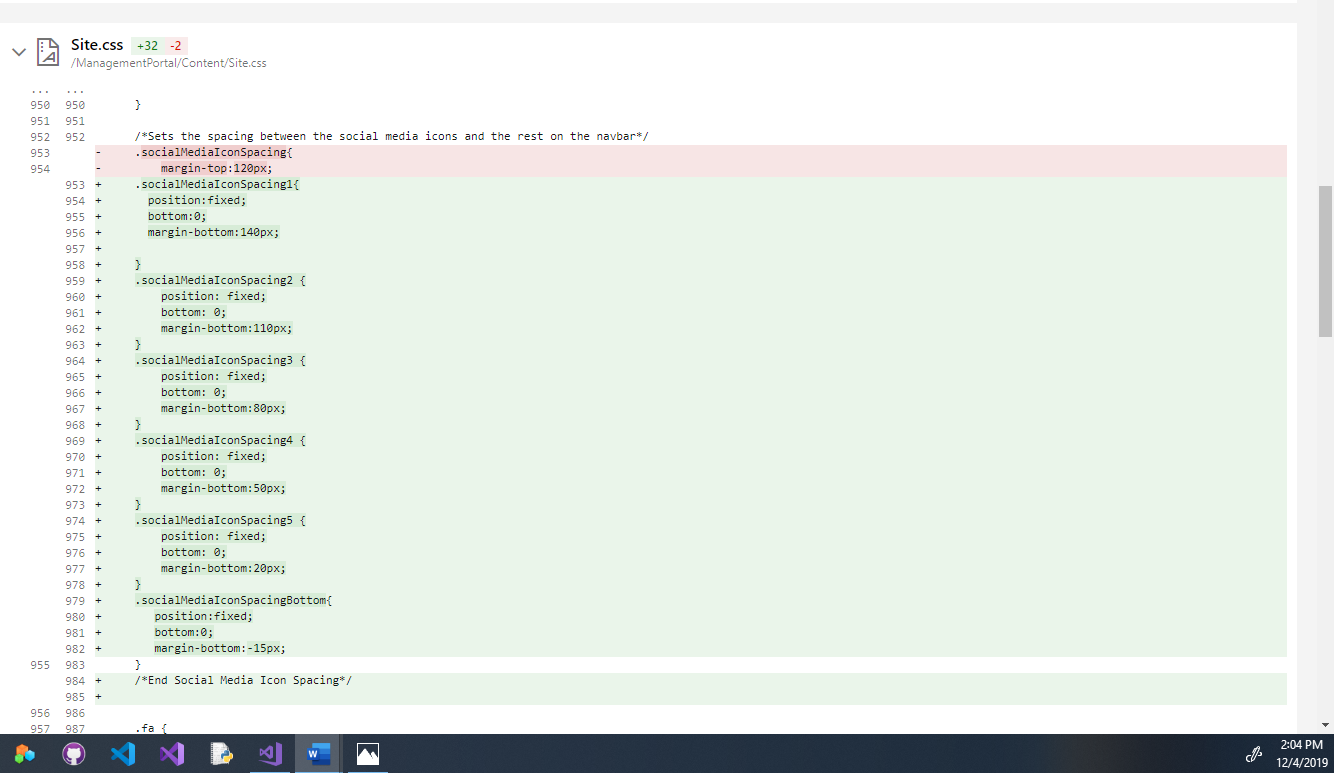 Site.css +32 -2
/ManagementPortal/Content/Site.css
... ...
950 950 }
951 951
952 952 /*Sets the spacing between the social media icons and the rest on the navbar*/
953 - .socialMediaIconSpacing{
954 - margin-top:120px;
953 + .socialMediaIconSpacing1{
954 + position:fixed;
955 + bottom:0;
956 + margin-bottom:140px;
957 +
958 + }
959 + .socialMediaIconSpacing2 {
960 + position: fixed;
961 + bottom: 0;
962 + margin-bottom:110px;
963 + }
964 + .socialMediaIconSpacing3 {
965 + position: fixed;
966 + bottom: 0;
967 + margin-bottom:80px;
968 + }
969 + .socialMediaIconSpacing4 {
970 + position: fixed;
971 + bottom: 0;
972 + margin-bottom:50px;
973 + }
974 + .socialMediaIconSpacing5 {
975 + position: fixed;
976 + bottom: 0;
977 + margin-bottom:20px;
978 + }
979 + .socialMediaIconSpacingBottom{
980 + position:fixed;
981 + bottom:0;
982 + margin-bottom:-15px;
955 983 }
984 + /*End Social Media Icon Spacing*/
985 +
956 986
957 987 .fa {
2:04 PM
12/4/2019